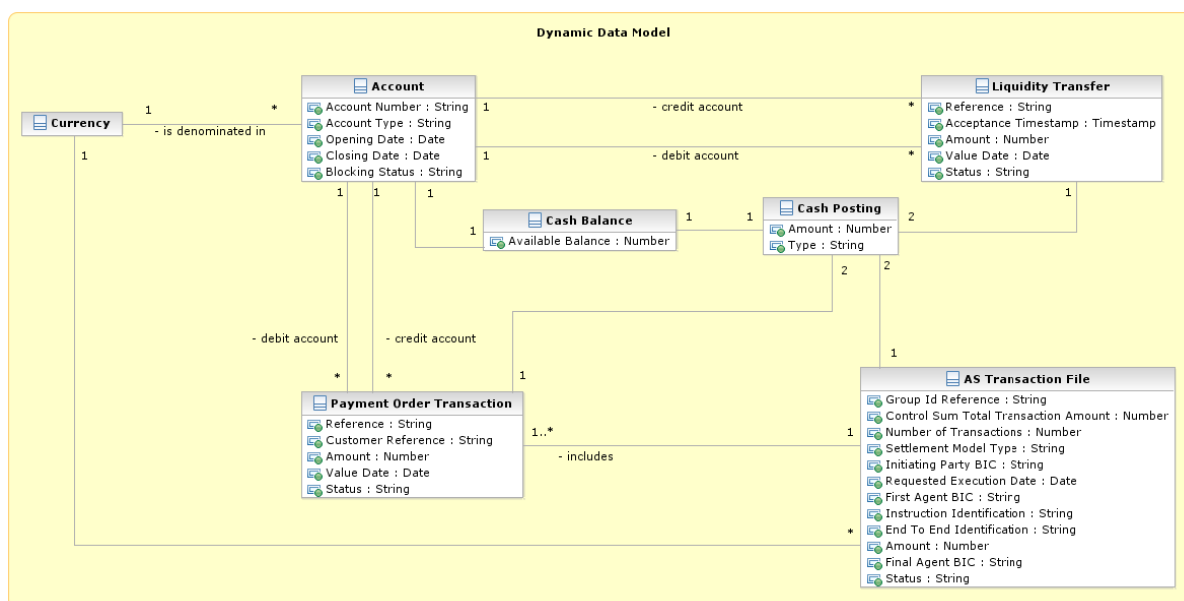 Dynamic Data Model
Account
Account Number : String
Account Type : String
Opening Date : Date
Closing Date : Date
Blocking Status : String
Liquidity Transfer
Reference : String
Acceptance Timestamp : Timestamp
Amount : Number
Value Date : Date
Status : String
Currency
1
*
- is denominated in
1
- credit account
*
1
- debit account
*
1
1
1
1
1
Cash Balance
Available Balance : Number
1
1
Cash Posting
Amount : Number
Type : String
2
1
2
2
- debit account
- credit account
*
*
1
1
Payment Order Transaction
Reference : String
Customer Reference : String
Amount : Number
Value Date : Date
Status : String
1..*
1
- includes
*
AS Transaction File
Group Id Reference : String
Control Sum Total Transaction Amount : Number
Number of Transactions : Number
Settlement Model Type : String
Initiating Party BIC : String
Requested Execution Date : Date
First Agent BIC : String
Instruction Identification : String
End To End Identification : String
Amount : Number
Final Agent BIC : String
Status : String